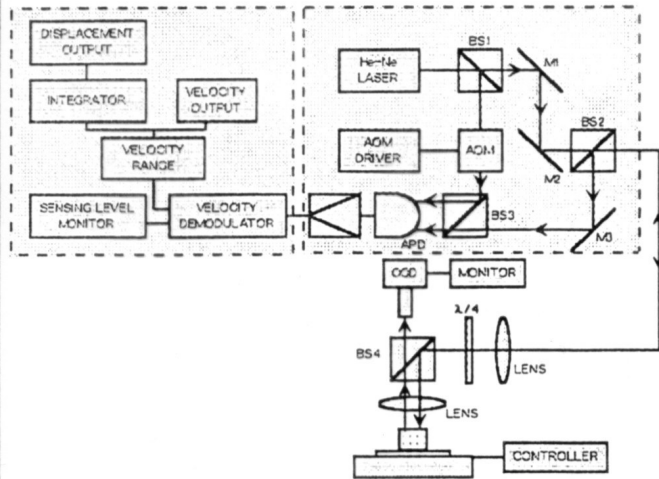 DISPLACEMENT
OUTPUT
INTEGRATOR
VELOCITY
OUTPUT
VELOCITY
RANGE
SENSING LEVEL
MONITOR
VELOCITY
DEMODULATOR
He-Ne
LASER
BS1
M1
AOM
DRIVER
AOM
BS2
M2
BS3
M3
APD
CCD
MONITOR
λ/4
BS4
LENS
LENS
CONTROLLER